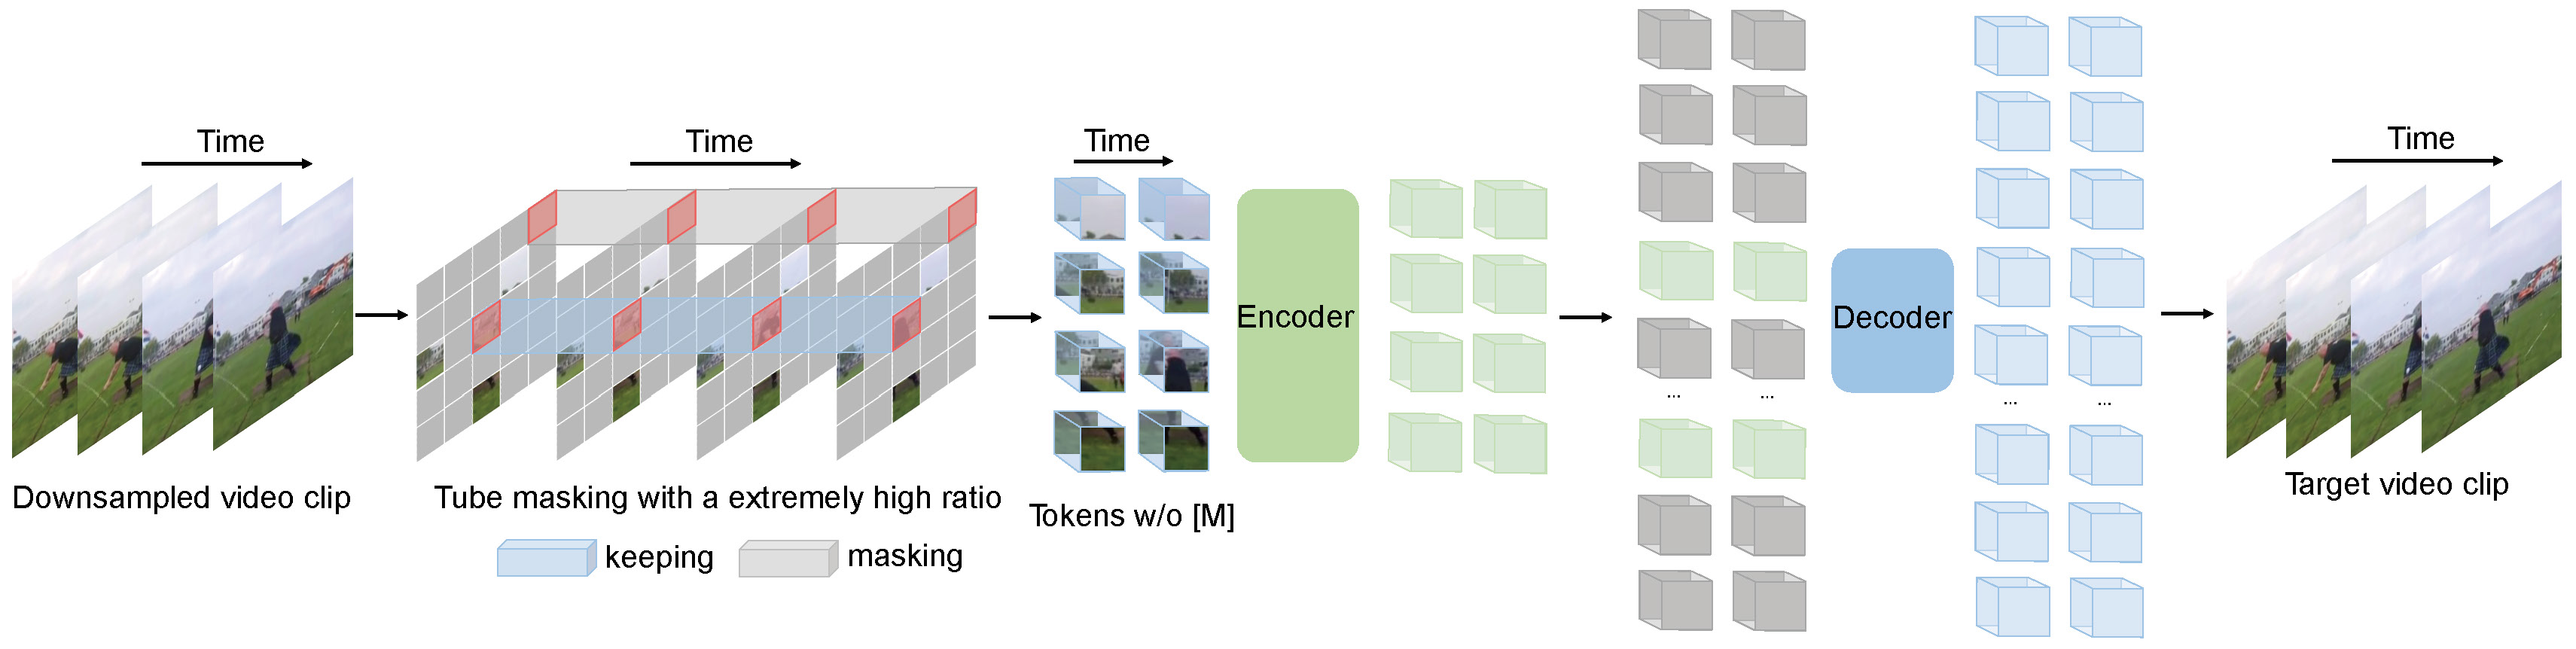 Time
Time
Time
Time
Encoder
Decoder
...
...
...
...
Downsampled video clip
Tube masking with a extremely high ratio
Tokens w/o [M]
Target video clip
keeping
masking